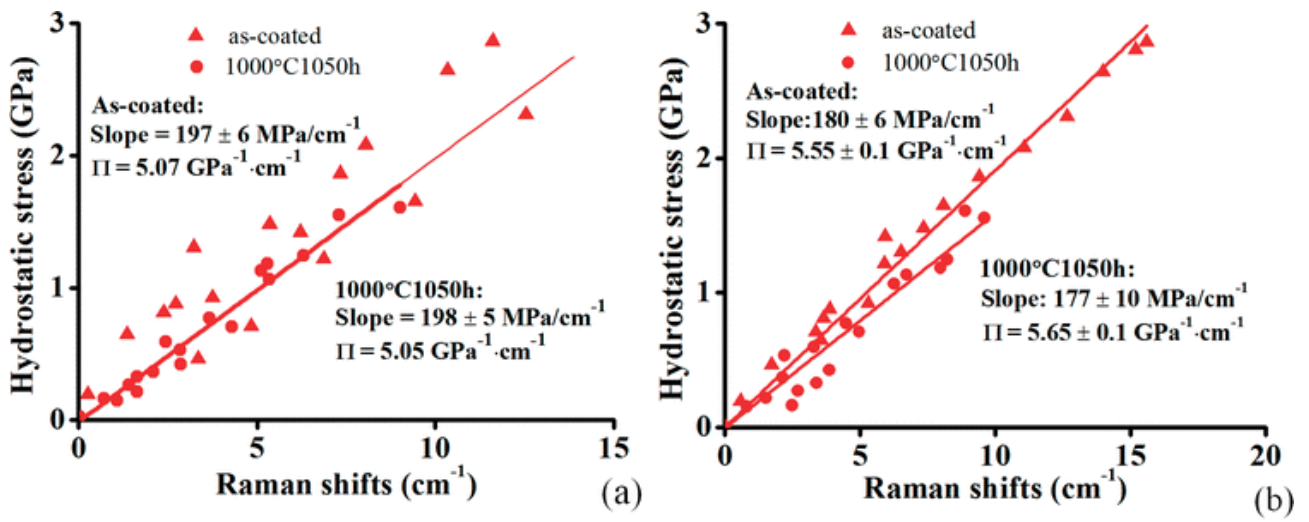 3
2
1
0
Hydrostatic stress (GPa)
as-coated
1000°C1050h
As-coated:
Slope = 197 ± 6 MPa/cm⁻¹
Π = 5.07 GPa⁻¹·cm⁻¹
1000°C1050h:
Slope = 198 ± 5 MPa/cm⁻¹
Π = 5.05 GPa⁻¹·cm⁻¹
0 5 10 15
Raman shifts (cm⁻¹)
(a)
3
2
1
0
Hydrostatic stress (GPa)
as-coated
1000°C1050h
As-coated:
Slope:180 ± 6 MPa/cm⁻¹
Π = 5.55 ± 0.1 GPa⁻¹·cm⁻¹
1000°C1050h:
Slope: 177 ± 10 MPa/cm⁻¹
Π = 5.65 ± 0.1 GPa⁻¹·cm⁻¹
0 5 10 15 20
Raman shifts (cm⁻¹)
(b)